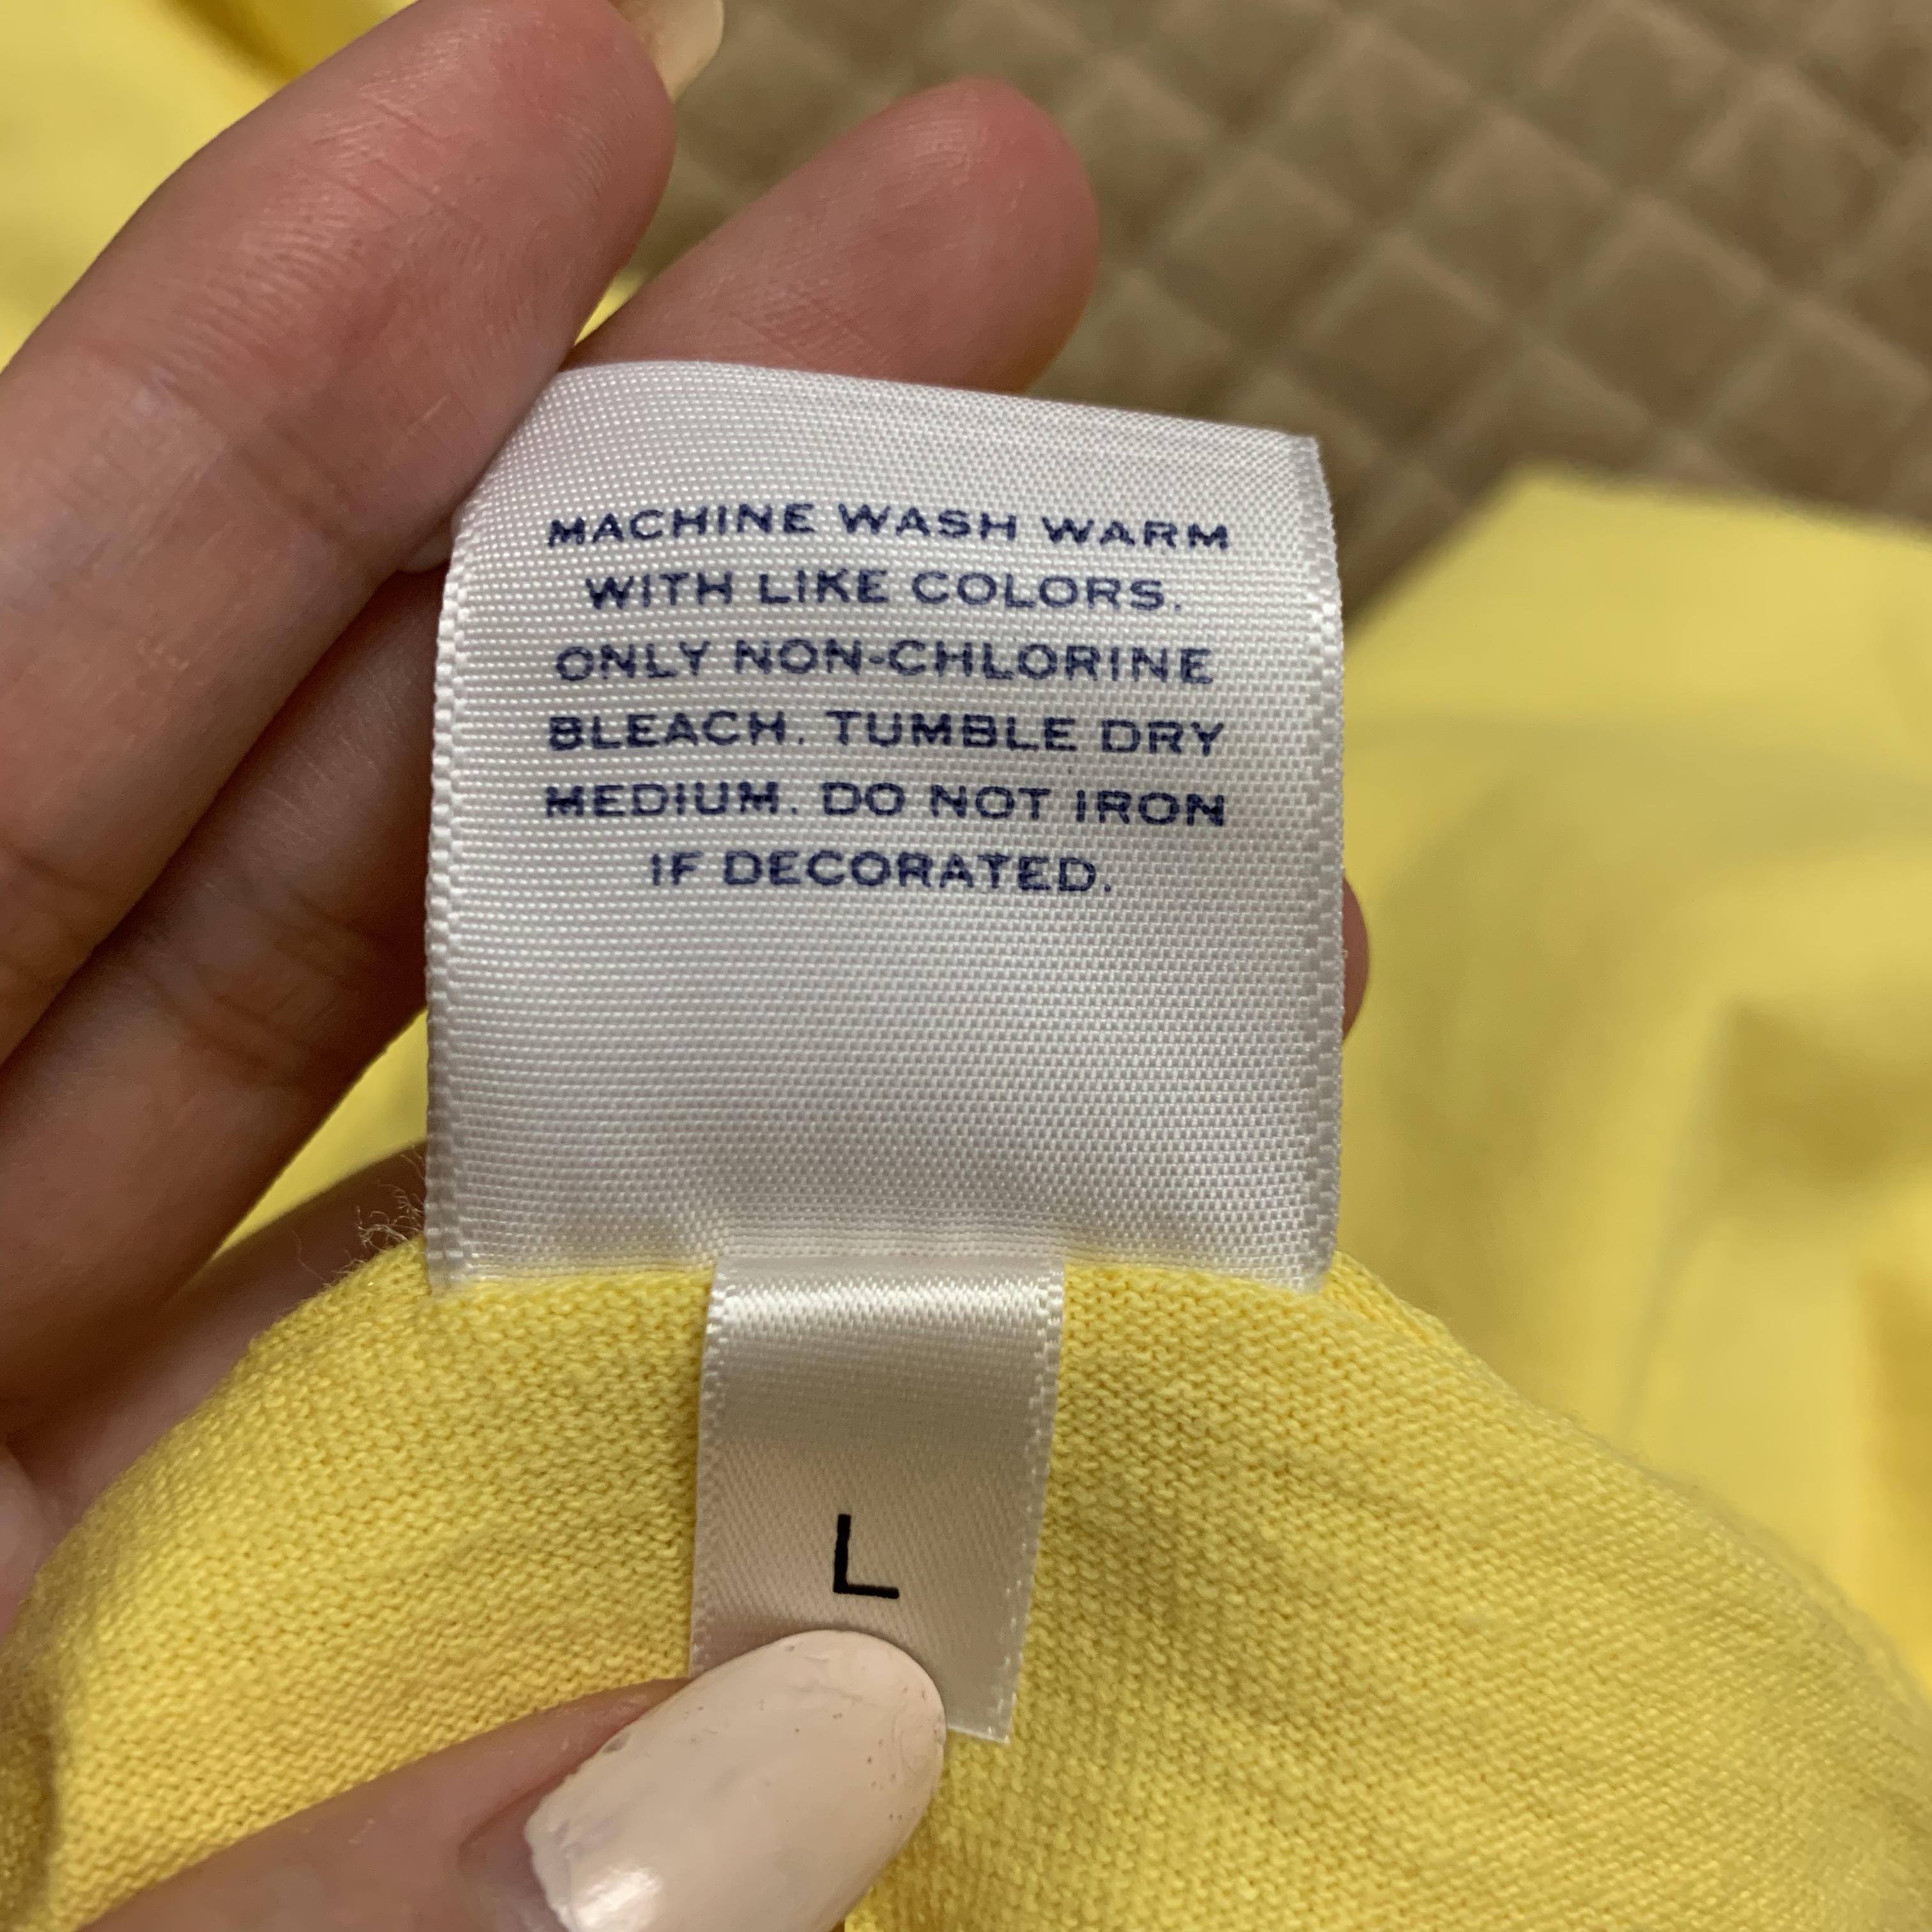 MACHINE WASH WARM
WITH LIKE COLORS.
ONLY NON-CHLORINE
BLEACH. TUMBLE DRY
MEDIUM. DO NOT IRON
IF DECORATED.
L